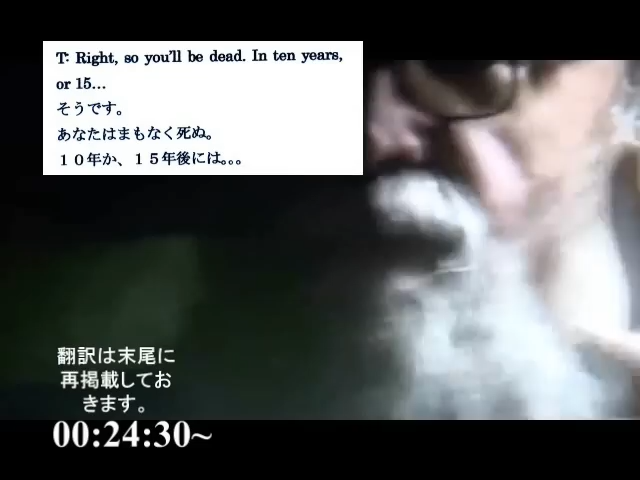 T: Right, so you'll be dead. In ten years,
or 15...
そうです。
あなたはまもなく死ぬ。
１０年か、１５年後には。。。
翻訳は末尾に
再掲載してお
きます。
00:24:30~